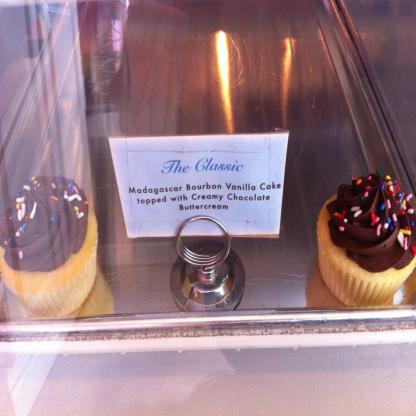 The Classic
Madagascar Bourbon Vanilla Cake
topped with Creamy Chocolate
Buttercream